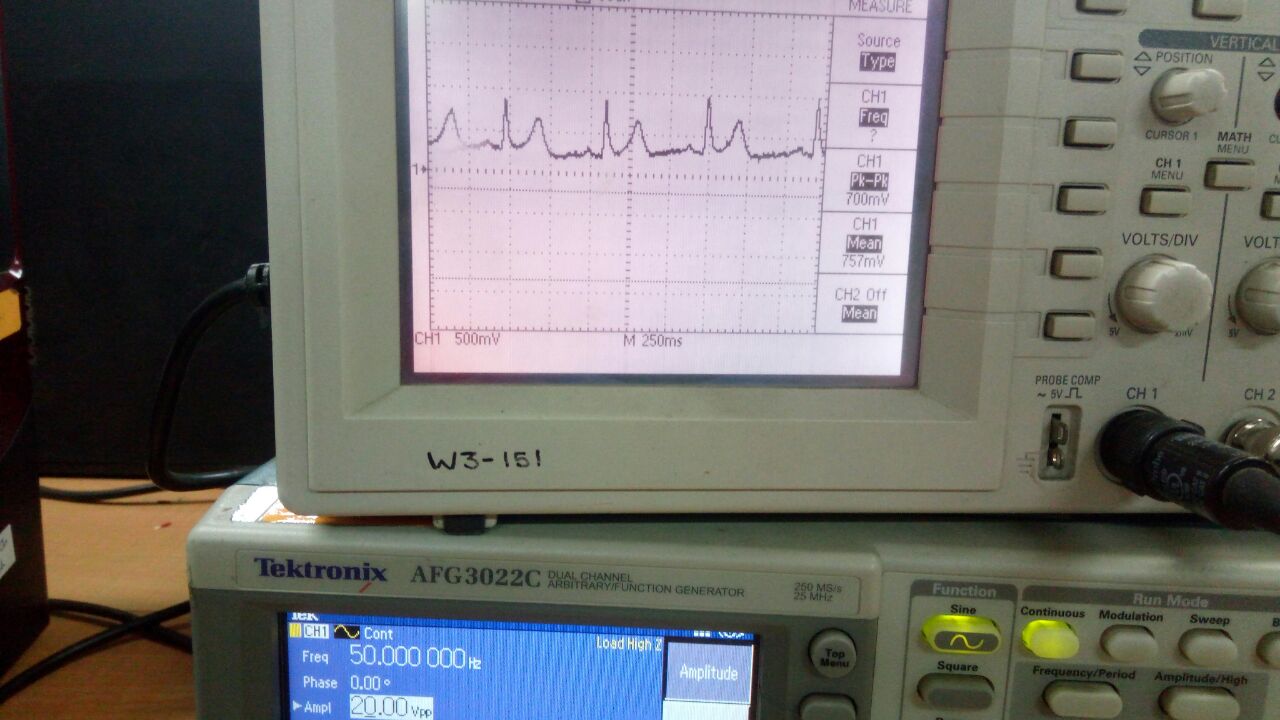 MEASURE
Source
Type
CH1
Freq
?
CH1
Pk-Pk
700mV
CH1
Mean
757mV
CH2 Off
Mean
1
CH1 500mV M 250ms
VERTICAL
POSITION
CURSOR 1
MATH
MENU
CH 1
MENU
VOLTS/DIV
VOLT
5V
5V
PROBE COMP
~ 5V
CH 1
CH 2
W3-151
Tektronix AFG3022C DUAL CHANNEL
ARBITRARY/FUNCTION GENERATOR
250 MS/s
25 MHz
Tek
CH1 Cont
Load High Z
Freq 50.000 000 Hz
Phase 0.00 °
Ampl 20.00 Vpp
Amplitude
Top
Menu
Function
Sine
Square
Run Mode
Continuous
Modulation
Sweep
B
Frequency/Period
Amplitude/High